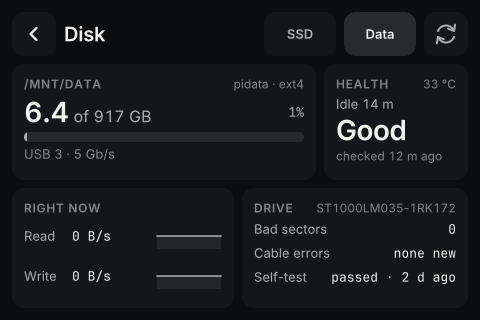 Disk
SSD
Data
/MNT/DATA
pidata · ext4
6.4 of 917 GB
1%
USB 3 · 5 Gb/s
HEALTH
33 °C
Idle 14 m
Good
checked 12 m ago
RIGHT NOW
Read 0 B/s
Write 0 B/s
DRIVE
ST1000LM035-1RK172
Bad sectors 0
Cable errors none new
Self-test passed · 2 d ago